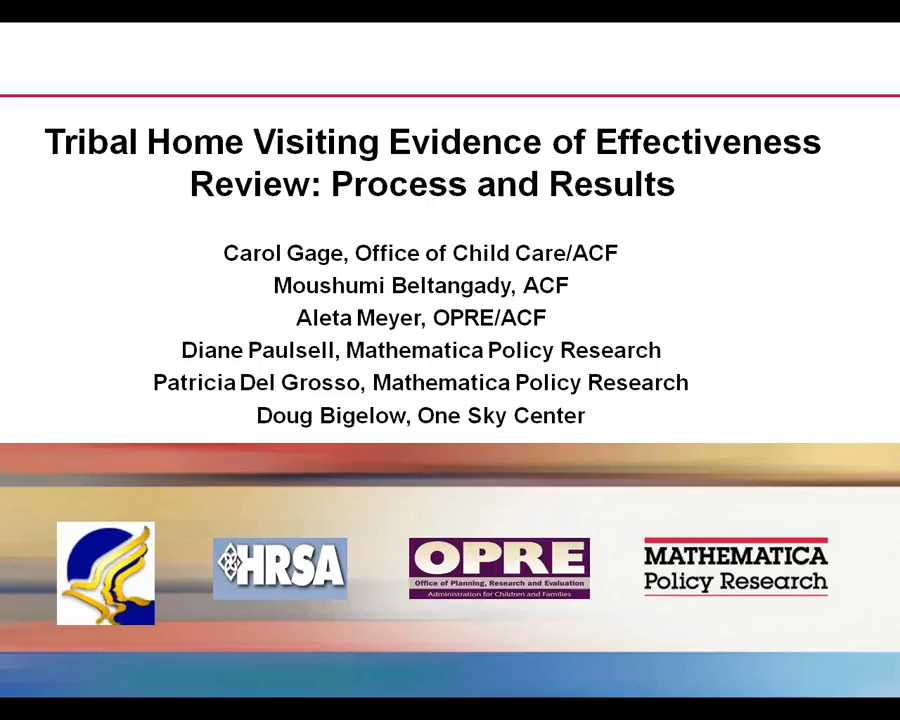 Tribal Home Visiting Evidence of Effectiveness
Review: Process and Results
Carol Gage, Office of Child Care/ACF
Moushumi Beltangady, ACF
Aleta Meyer, OPRE/ACF
Diane Paulsell, Mathematica Policy Research
Patricia Del Grosso, Mathematica Policy Research
Doug Bigelow, One Sky Center
HRSA
OPRE
Office of Planning, Research and Evaluation
Administration for Children and Families
MATHEMATICA
Policy Research